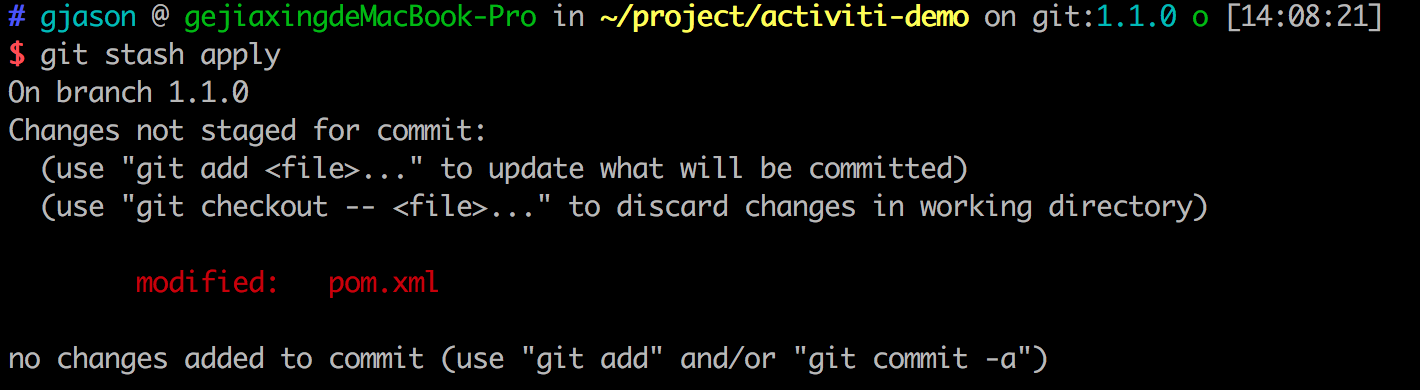 # gjason @ gejiaxingdeMacBook-Pro in ~/project/activiti-demo on git:1.1.0 o [14:08:21]
$ git stash apply
On branch 1.1.0
Changes not staged for commit:
  (use "git add <file>..." to update what will be committed)
  (use "git checkout -- <file>..." to discard changes in working directory)

        modified:   pom.xml

no changes added to commit (use "git add" and/or "git commit -a")